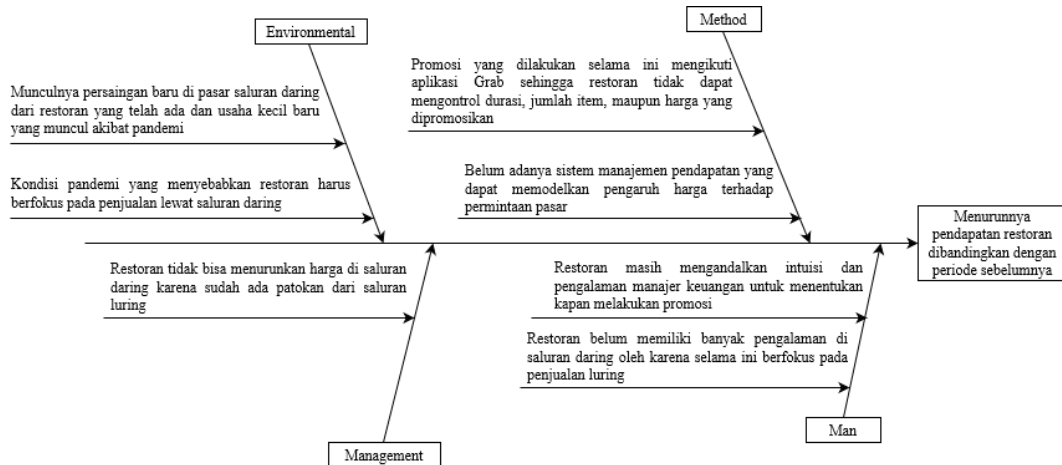 Environmental
Method
Promosi yang dilakukan selama ini mengikuti
aplikasi Grab sehingga restoran tidak dapat
mengontrol durasi, jumlah item, maupun harga yang
dipromosikan
Munculnya persaingan baru di pasar saluran daring
dari restoran yang telah ada dan usaha kecil baru
yang muncul akibat pandemi
Kondisi pandemi yang menyebabkan restoran harus
berfokus pada penjualan lewat saluran daring
Belum adanya sistem manajemen pendapatan yang
dapat memodelkan pengaruh harga terhadap
permintaan pasar
Menurunnya
pendapatan restoran
dibandingkan dengan
periode sebelumnya
Restoran tidak bisa menurunkan harga di saluran
daring karena sudah ada patokan dari saluran
luring
Restoran masih mengandalkan intuisi dan
pengalaman manajer keuangan untuk menentukan
kapan melakukan promosi
Restoran belum memiliki banyak pengalaman di
saluran daring oleh karena selama ini berfokus pada
penjualan luring
Management
Man